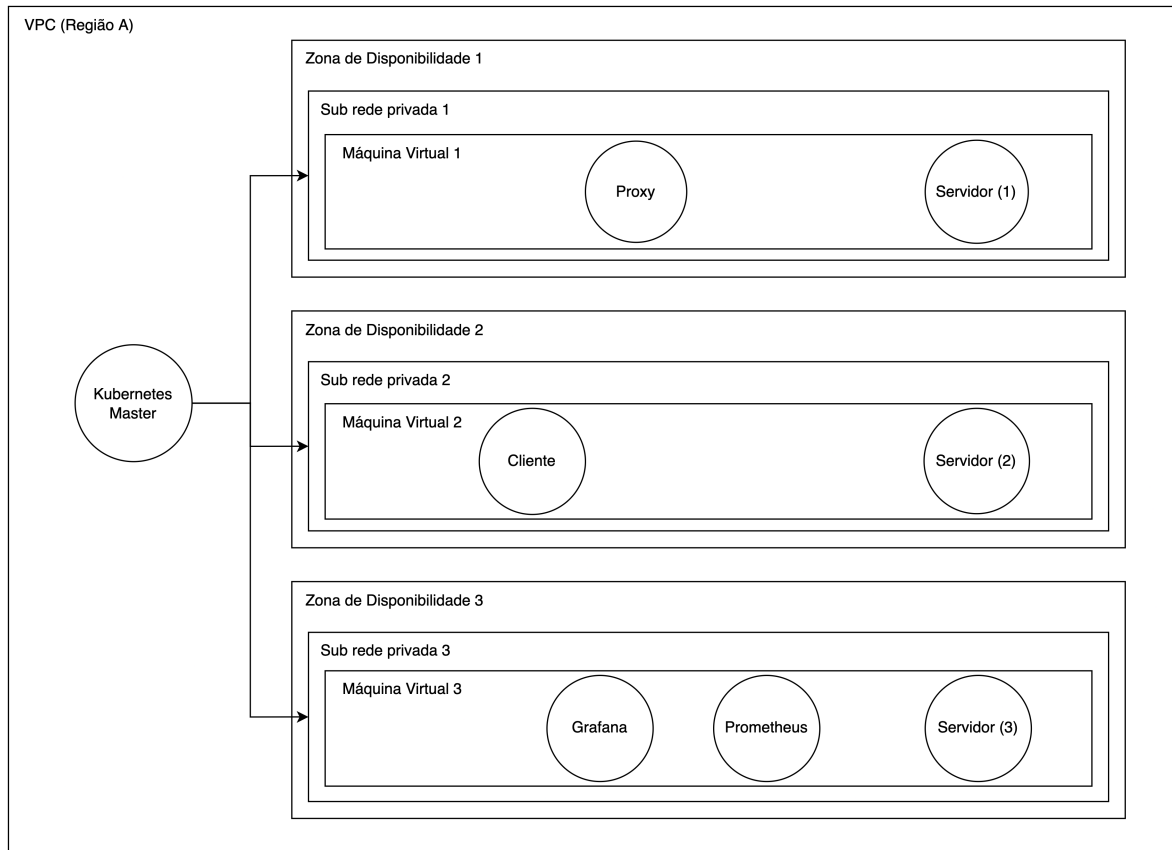 VPC (Região A)
Zona de Disponibilidade 1
Sub rede privada 1
Máquina Virtual 1
Proxy
Servidor (1)
Zona de Disponibilidade 2
Sub rede privada 2
Kubernetes
Master
Máquina Virtual 2
Cliente
Servidor (2)
Zona de Disponibilidade 3
Sub rede privada 3
Máquina Virtual 3
Grafana
Prometheus
Servidor (3)